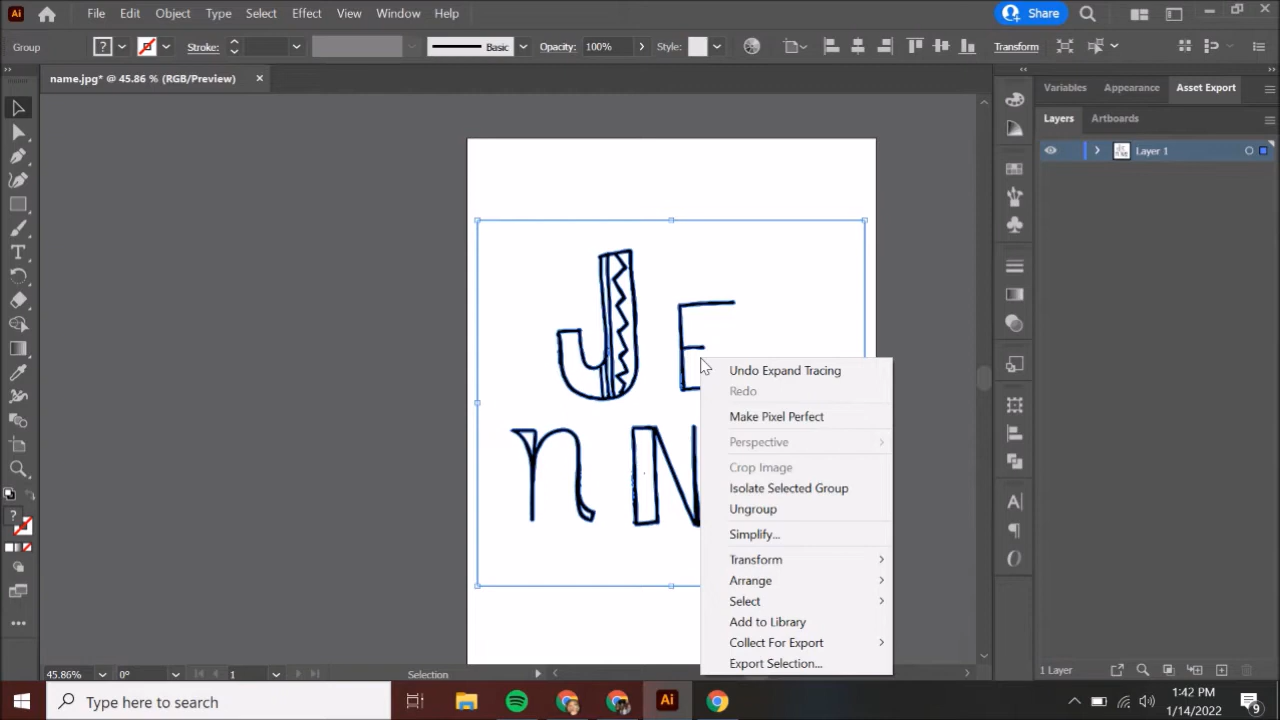 File Edit Object Type Select Effect View Window Help
Share
Group
Stroke:
Basic
Opacity: 100%
Style:
Transform
name.jpg* @ 45.86 % (RGB/Preview)
Variables Appearance Asset Export
Layers Artboards
Layer 1
J E
n N
Undo Expand Tracing
Redo
Make Pixel Perfect
Perspective
Crop Image
Isolate Selected Group
Ungroup
Simplify...
Transform
Arrange
Select
Add to Library
Collect For Export
Export Selection...
45.86% 0° 1 Selection
1 Layer
Type here to search
1:42 PM
1/14/2022
9